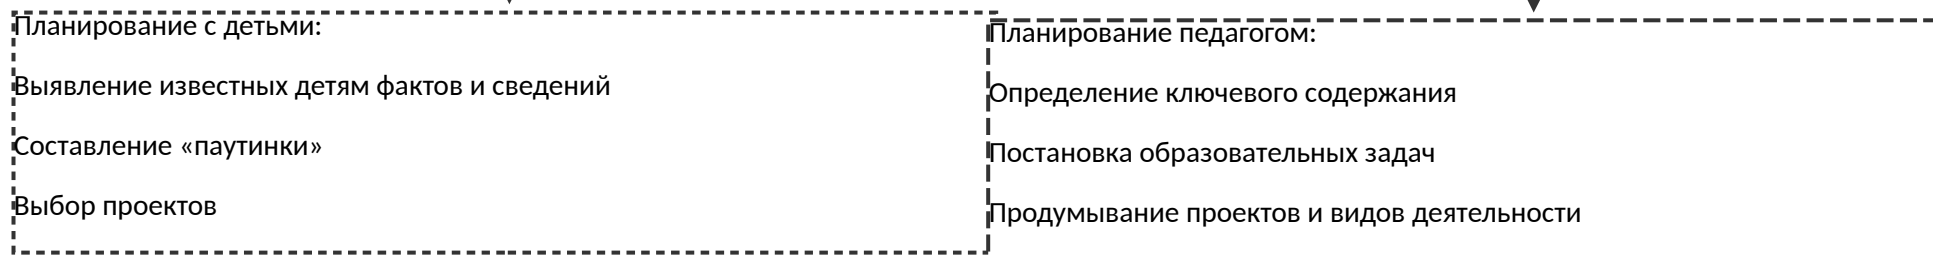 Планирование с детьми:
Выявление известных детям фактов и сведений
Составление «паутинки»
Выбор проектов
Планирование педагогом:
Определение ключевого содержания
Постановка образовательных задач
Продумывание проектов и видов деятельности